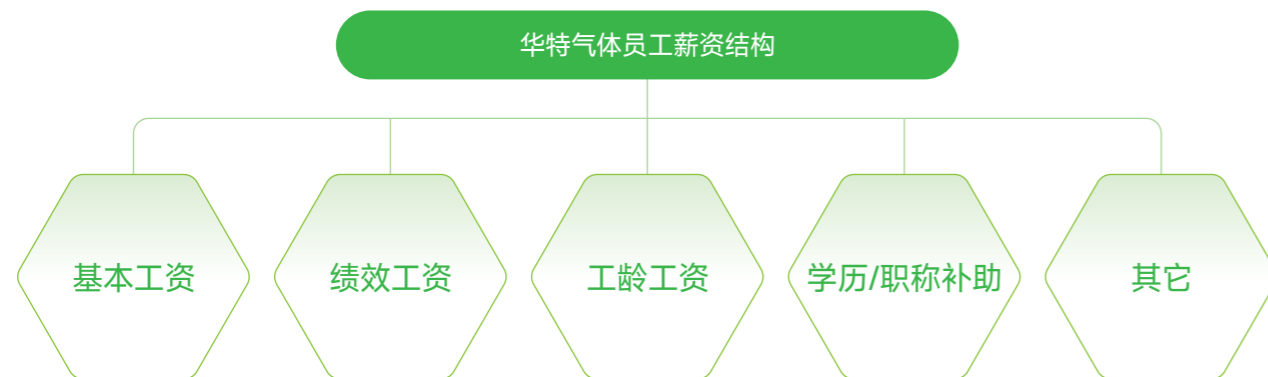 华特气体员工薪资结构
基本工资
绩效工资
工龄工资
学历/职称补助
其它